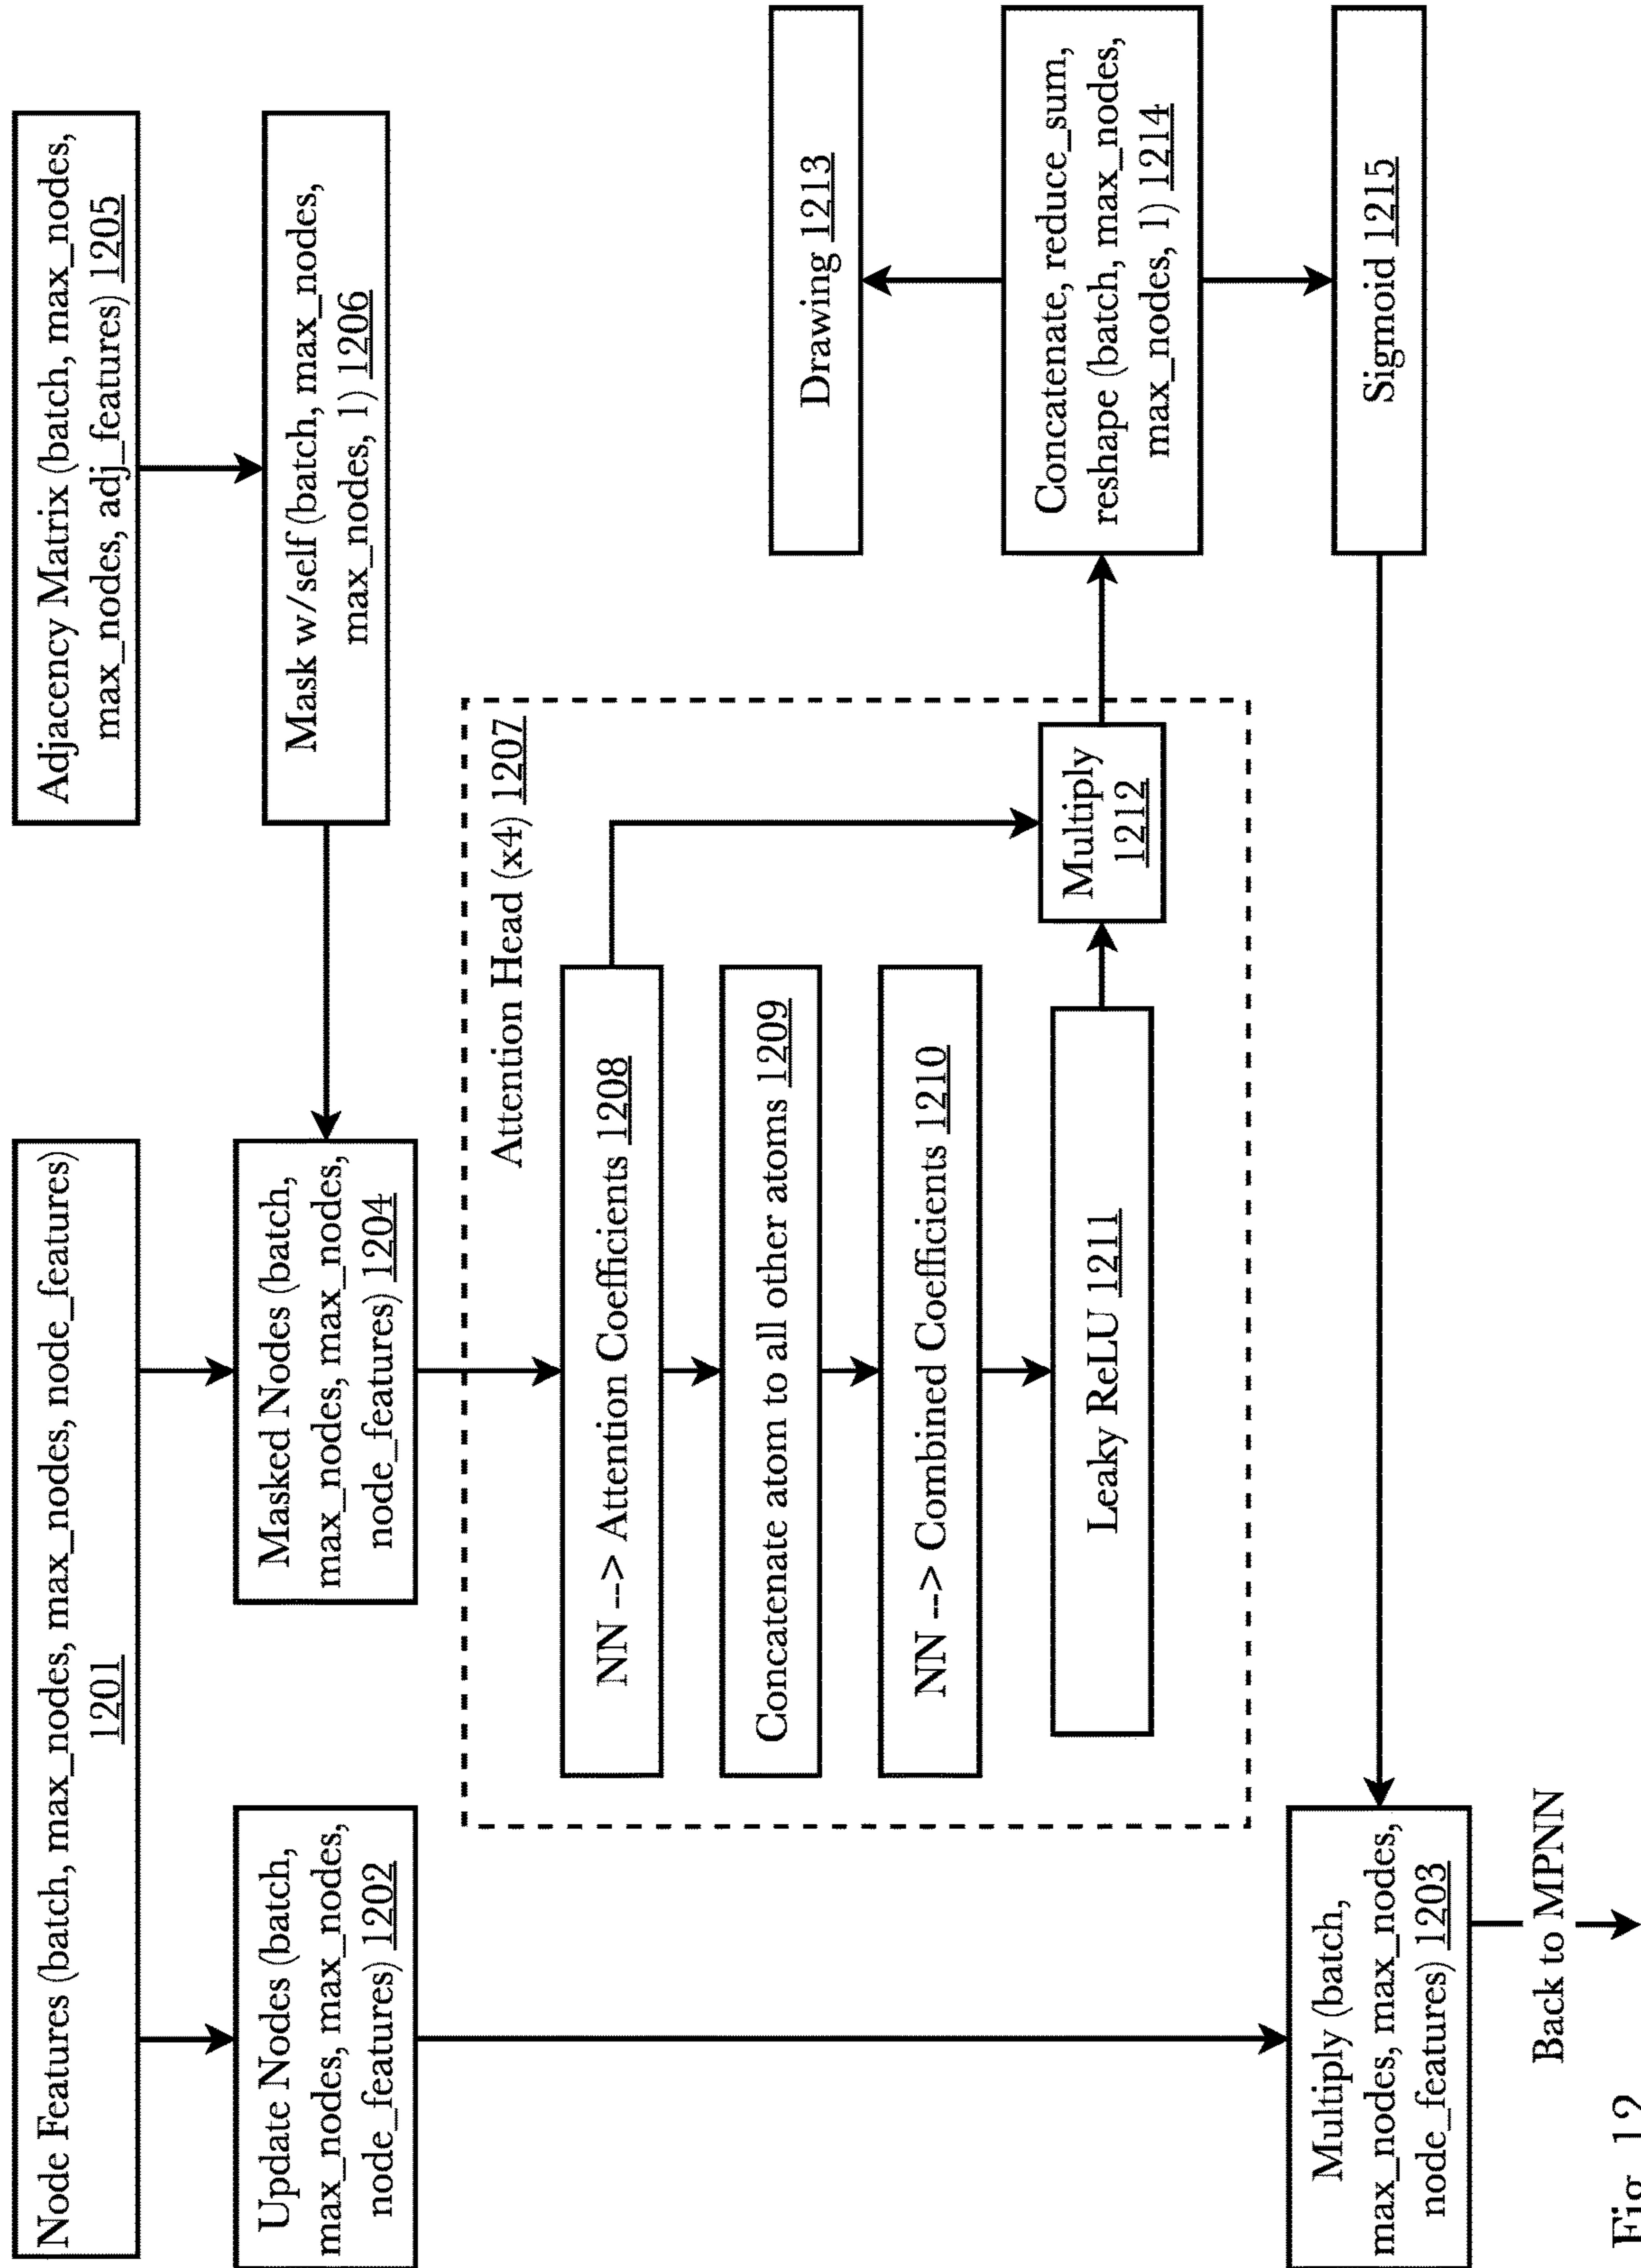 Node Features (batch, max_nodes, max_nodes, max_nodes, node_features)
1201
Adjacency Matrix (batch, max_nodes,
max_nodes, adj_features) 1205
Update Nodes (batch,
max_nodes, max_nodes,
node_features) 1202
Masked Nodes (batch,
max_nodes, max_nodes,
node_features) 1204
Mask w/self (batch, max_nodes,
max_nodes, 1) 1206
Attention Head (x4) 1207
NN --> Attention Coefficients 1208
Concatenate atom to all other atoms 1209
NN --> Combined Coefficients 1210
Leaky ReLU 1211
Multiply
1212
Drawing 1213
Concatenate, reduce_sum,
reshape (batch, max_nodes,
max_nodes, 1) 1214
Sigmoid 1215
Multiply (batch,
max_nodes, max_nodes,
node_features) 1203
Back to MPNN
Fig. 12